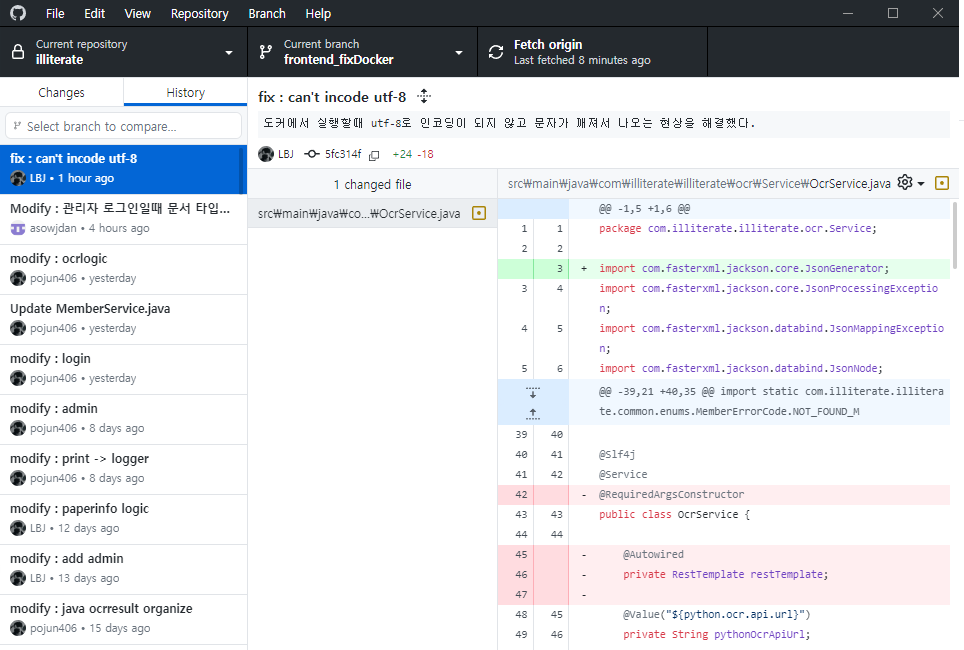 File Edit View Repository Branch Help
Current repository
illiterate
Current branch
frontend_fixDocker
Fetch origin
Last fetched 8 minutes ago
Changes History
Select branch to compare...
fix : can't incode utf-8
LBJ • 1 hour ago
Modify : 관리자 로그인일때 문서 타입...
asowjdan • 4 hours ago
modify : ocrlogic
pojun406 • yesterday
Update MemberService.java
pojun406 • yesterday
modify : login
pojun406 • yesterday
modify : admin
pojun406 • 8 days ago
modify : print -> logger
pojun406 • 8 days ago
modify : paperinfo logic
LBJ • 12 days ago
modify : add admin
LBJ • 13 days ago
modify : java ocrresult organize
pojun406 • 15 days ago
fix : can't incode utf-8
도커에서 실행할때 utf-8로 인코딩이 되지 않고 문자가 깨져서 나오는 현상을 해결했다.
LBJ 5fc314f +24 -18
1 changed file
src₩main₩java₩co...₩OcrService.java
src₩main₩java₩com₩illiterate₩illiterate₩ocr₩Service₩OcrService.java
@@ -1,5 +1,6 @@
1 1 package com.illiterate.illiterate.ocr.Service;
2 2
3 + import com.fasterxml.jackson.core.JsonGenerator;
3 4 import com.fasterxml.jackson.core.JsonProcessingExceptio
n;
4 5 import com.fasterxml.jackson.databind.JsonMappingExceptio
n;
5 6 import com.fasterxml.jackson.databind.JsonNode;
@@ -39,21 +40,35 @@ import static com.illiterate.illitera
te.common.enums.MemberErrorCode.NOT_FOUND_M
39 40
40 41 @Slf4j
41 42 @Service
42 - @RequiredArgsConstructor
43 43 public class OcrService {
44 44
45 - @Autowired
46 - private RestTemplate restTemplate;
47 -
48 45 @Value("${python.ocr.api.url}")
49 46 private String pythonOcrApiUrl;